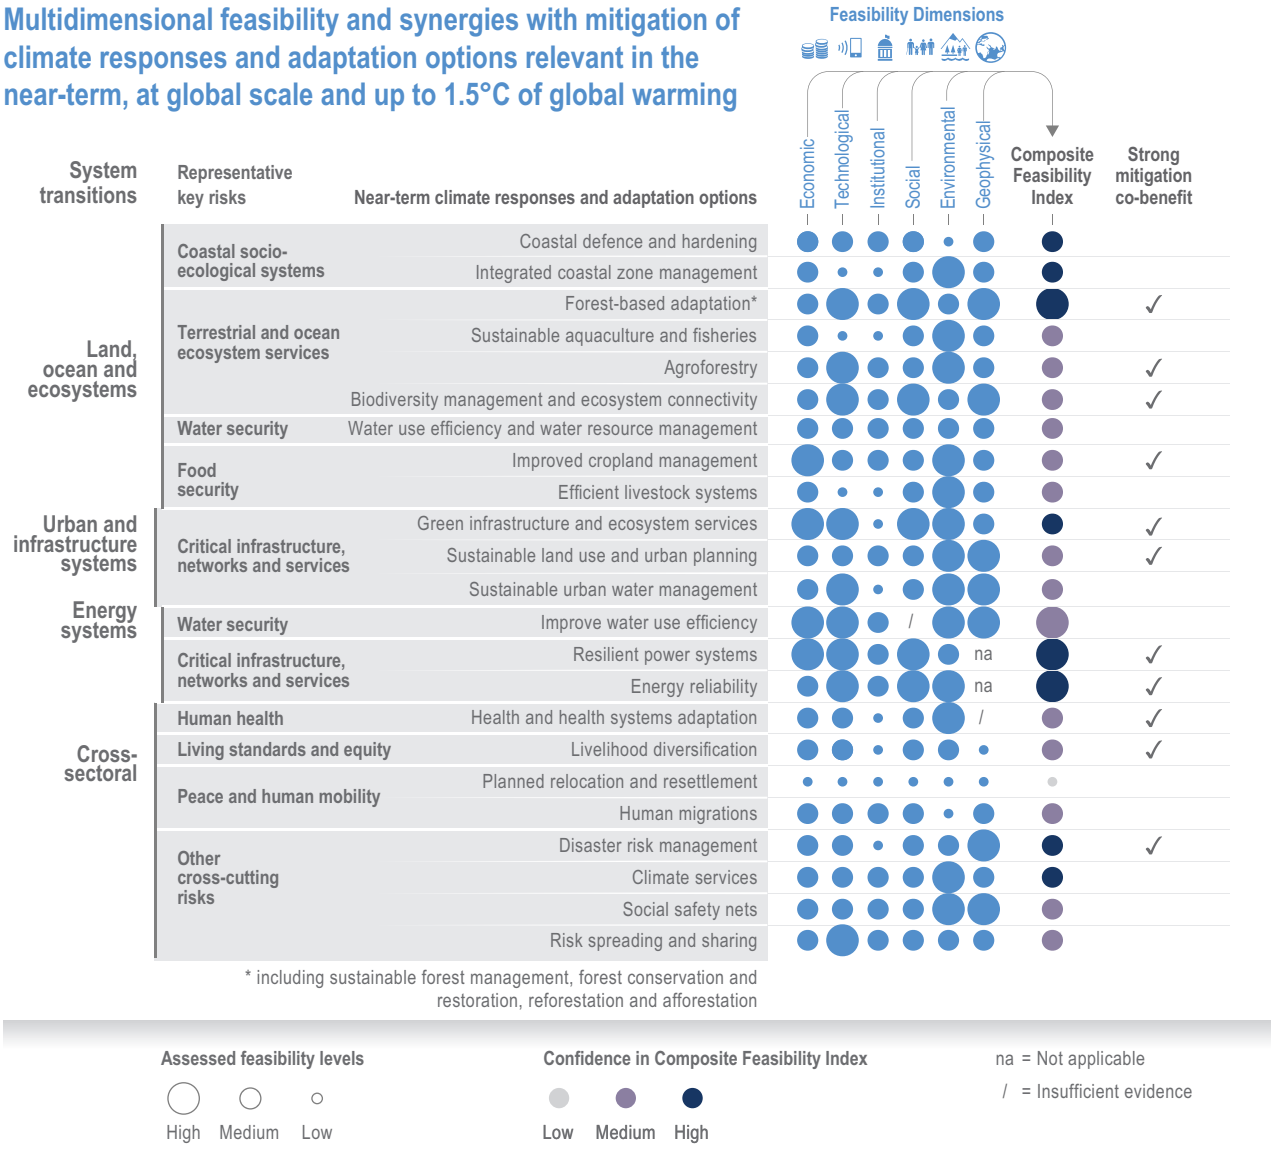 Multidimensional feasibility and synergies with mitigation of
climate responses and adaptation options relevant in the
near-term, at global scale and up to 1.5°C of global warming
Feasibility Dimensions
Economic
Technological
Institutional
Social
Environmental
Geophysical
Composite
Feasibility
Index
Strong
mitigation
co-benefit
System
transitions
Representative
key risks
Near-term climate responses and adaptation options
Land,
ocean and
ecosystems
Coastal socio-
ecological systems
Coastal defence and hardening
Integrated coastal zone management
Terrestrial and ocean
ecosystem services
Forest-based adaptation* ✓
Sustainable aquaculture and fisheries
Agroforestry ✓
Biodiversity management and ecosystem connectivity ✓
Water security
Water use efficiency and water resource management
Food
security
Improved cropland management ✓
Efficient livestock systems
Urban and
infrastructure
systems
Critical infrastructure,
networks and services
Green infrastructure and ecosystem services ✓
Sustainable land use and urban planning ✓
Sustainable urban water management
Energy
systems
Water security
Improve water use efficiency /
Critical infrastructure,
networks and services
Resilient power systems na ✓
Energy reliability na ✓
Cross-
sectoral
Human health
Health and health systems adaptation / ✓
Living standards and equity
Livelihood diversification ✓
Peace and human mobility
Planned relocation and resettlement
Human migrations
Other
cross-cutting
risks
Disaster risk management ✓
Climate services
Social safety nets
Risk spreading and sharing
* including sustainable forest management, forest conservation and
restoration, reforestation and afforestation
Assessed feasibility levels
High Medium Low
Confidence in Composite Feasibility Index
Low Medium High
na = Not applicable
/ = Insufficient evidence